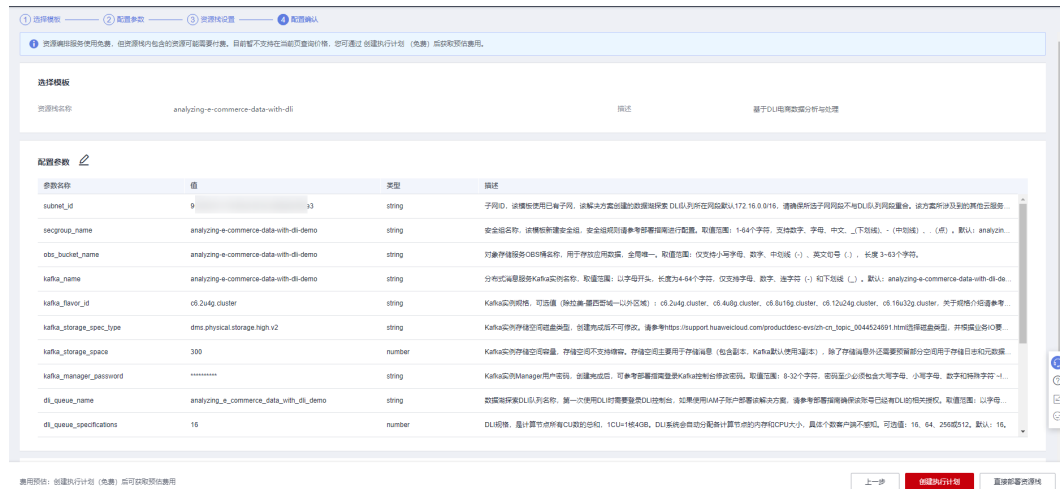 1 选择模板 2 配置参数 3 资源栈设置 4 配置确认
资源编排服务使用免费，但资源栈内包含的资源可能需要付费。目前暂不支持在当前页查询价格，您可通过 创建执行计划 （免费）后获取预估费用。
选择模板
资源栈名称 analyzing-e-commerce-data-with-dli 描述 基于DLI电商数据分析与处理
配置参数
参数名称 值 类型 描述
subnet_id 9 a3 string 子网ID，该模板使用已有子网，该解决方案创建的数据湖探索 DLI队列所在网段默认172.16.0.0/16，请确保所选子网网段不与DLI队列网段重合。该方案所涉及到的其他云服务...
secgroup_name analyzing-e-commerce-data-with-dli-demo string 安全组名称，该模板新建安全组，安全组规则请参考部署指南进行配置。取值范围：1-64个字符，支持数字、字母、中文、_(下划线)、-（中划线）、.（点）。默认：analyzin...
obs_bucket_name analyzing-e-commerce-data-with-dli-demo string 对象存储服务OBS桶名称，用于存放应用数据，全局唯一。取值范围：仅支持小写字母、数字、中划线（-）、英文句号（.），长度 3~63个字符。
kafka_name analyzing-e-commerce-data-with-dli-demo string 分布式消息服务Kafka实例名称，取值范围：以字母开头，长度为4-64个字符，仅支持字母、数字、连字符（-）和下划线（_）。默认：analyzing-e-commerce-data-with-dli-de...
kafka_flavor_id c6.2u4g.cluster string Kafka实例规格，可选值（除拉美-墨西哥城一以外区域）：c6.2u4g.cluster、c6.4u8g.cluster、c6.8u16g.cluster、c6.12u24g.cluster、c6.16u32g.cluster，关于规格介绍请参考...
kafka_storage_spec_type dms.physical.storage.high.v2 string Kafka实例存储空间磁盘类型，创建完成后不可修改。请参考https://support.huaweicloud.com/productdesc-evs/zh-cn_topic_0044524691.html选择磁盘类型，并根据业务IO要...
kafka_storage_space 300 number Kafka实例存储空间容量，存储空间不支持缩容。存储空间主要用于存储消息（包含副本，Kafka默认使用3副本），除了存储消息外还需要预留部分空间用于存储日志和元数据...
kafka_manager_password ********** string Kafka实例Manager用户密码，创建完成后，可参考部署指南登录Kafka控制台修改密码。取值范围：8-32个字符，密码至少必须包含大写字母、小写字母、数字和特殊字符`~!...
dli_queue_name analyzing_e_commerce_data_with_dli_demo string 数据湖探索DLI队列名称，第一次使用DLI时需要登录DLI控制台，如果使用IAM子账户部署该解决方案，请参考部署指南确保该账号已经有DLI的相关授权。取值范围：以字母...
dli_queue_specifications 16 number DLI规格，是计算节点所有CU数的总和，1CU=1核4GB。DLI系统会自动分配各计算节点的内存和CPU大小，具体个数客户端不感知。可选值：16、64、256或512。默认：16。
费用预估：创建执行计划（免费）后可获取预估费用 上一步 创建执行计划 直接部署资源栈